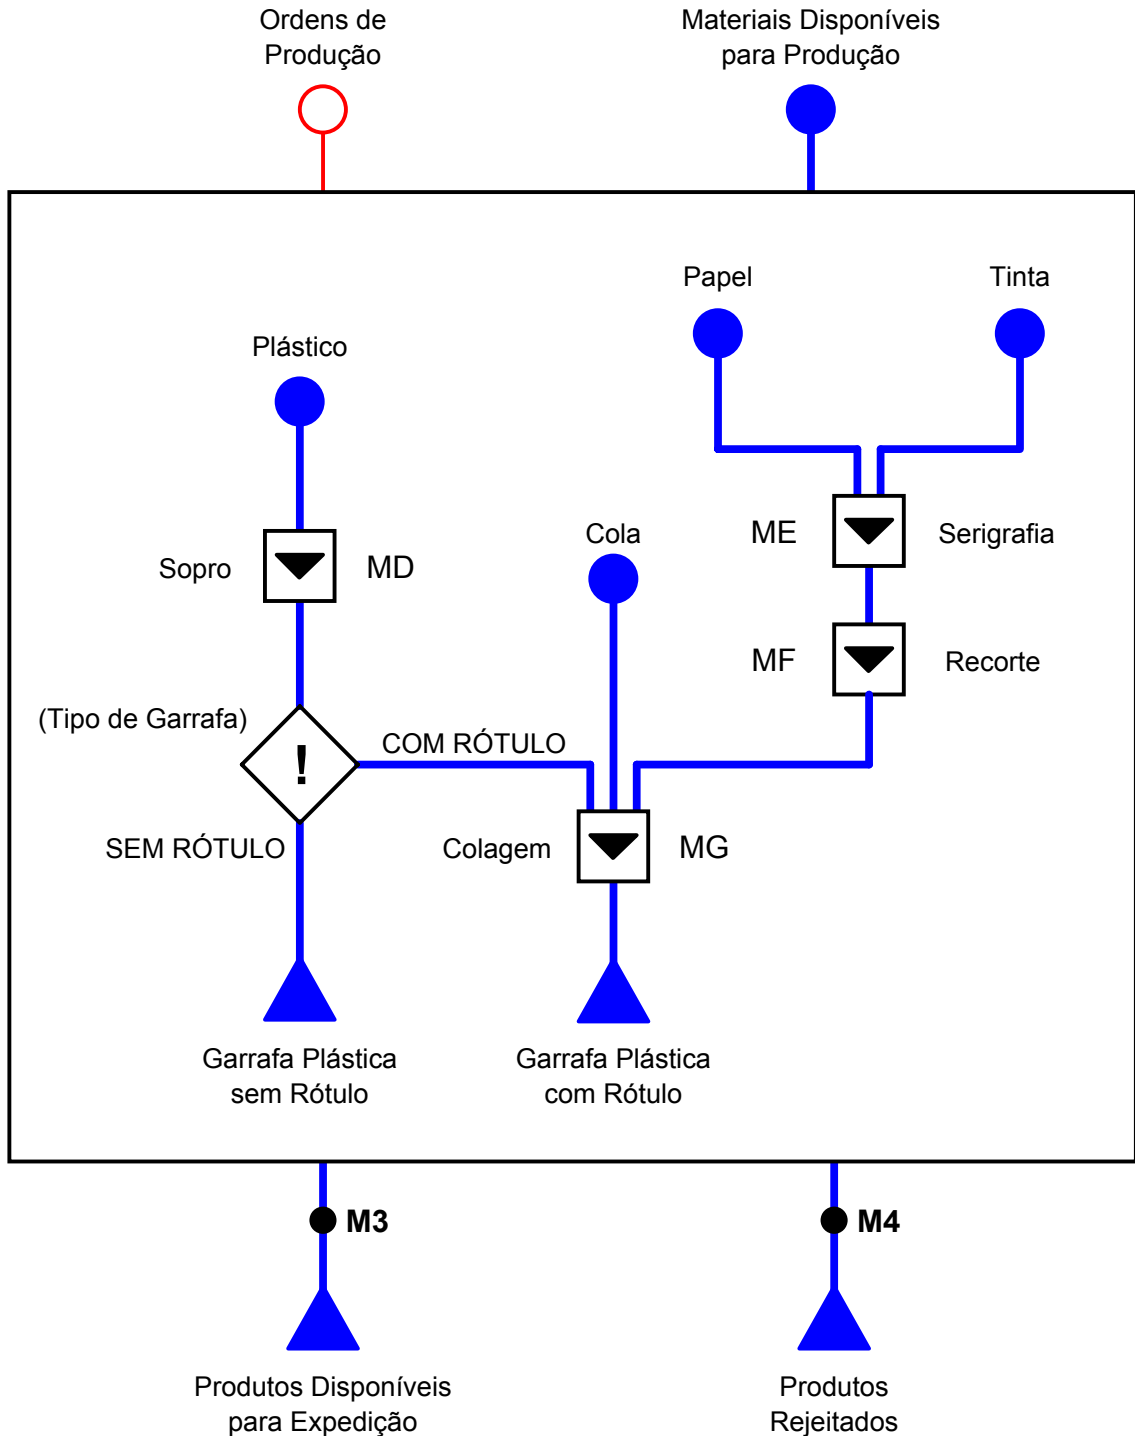 Ordens de
Produção
Materiais Disponíveis
para Produção
Papel
Tinta
Plástico
Cola
ME
Serigrafia
Sopro
MD
MF
Recorte
(Tipo de Garrafa)
!
COM RÓTULO
SEM RÓTULO
Colagem
MG
Garrafa Plástica
sem Rótulo
Garrafa Plástica
com Rótulo
M3
M4
Produtos Disponíveis
para Expedição
Produtos
Rejeitados